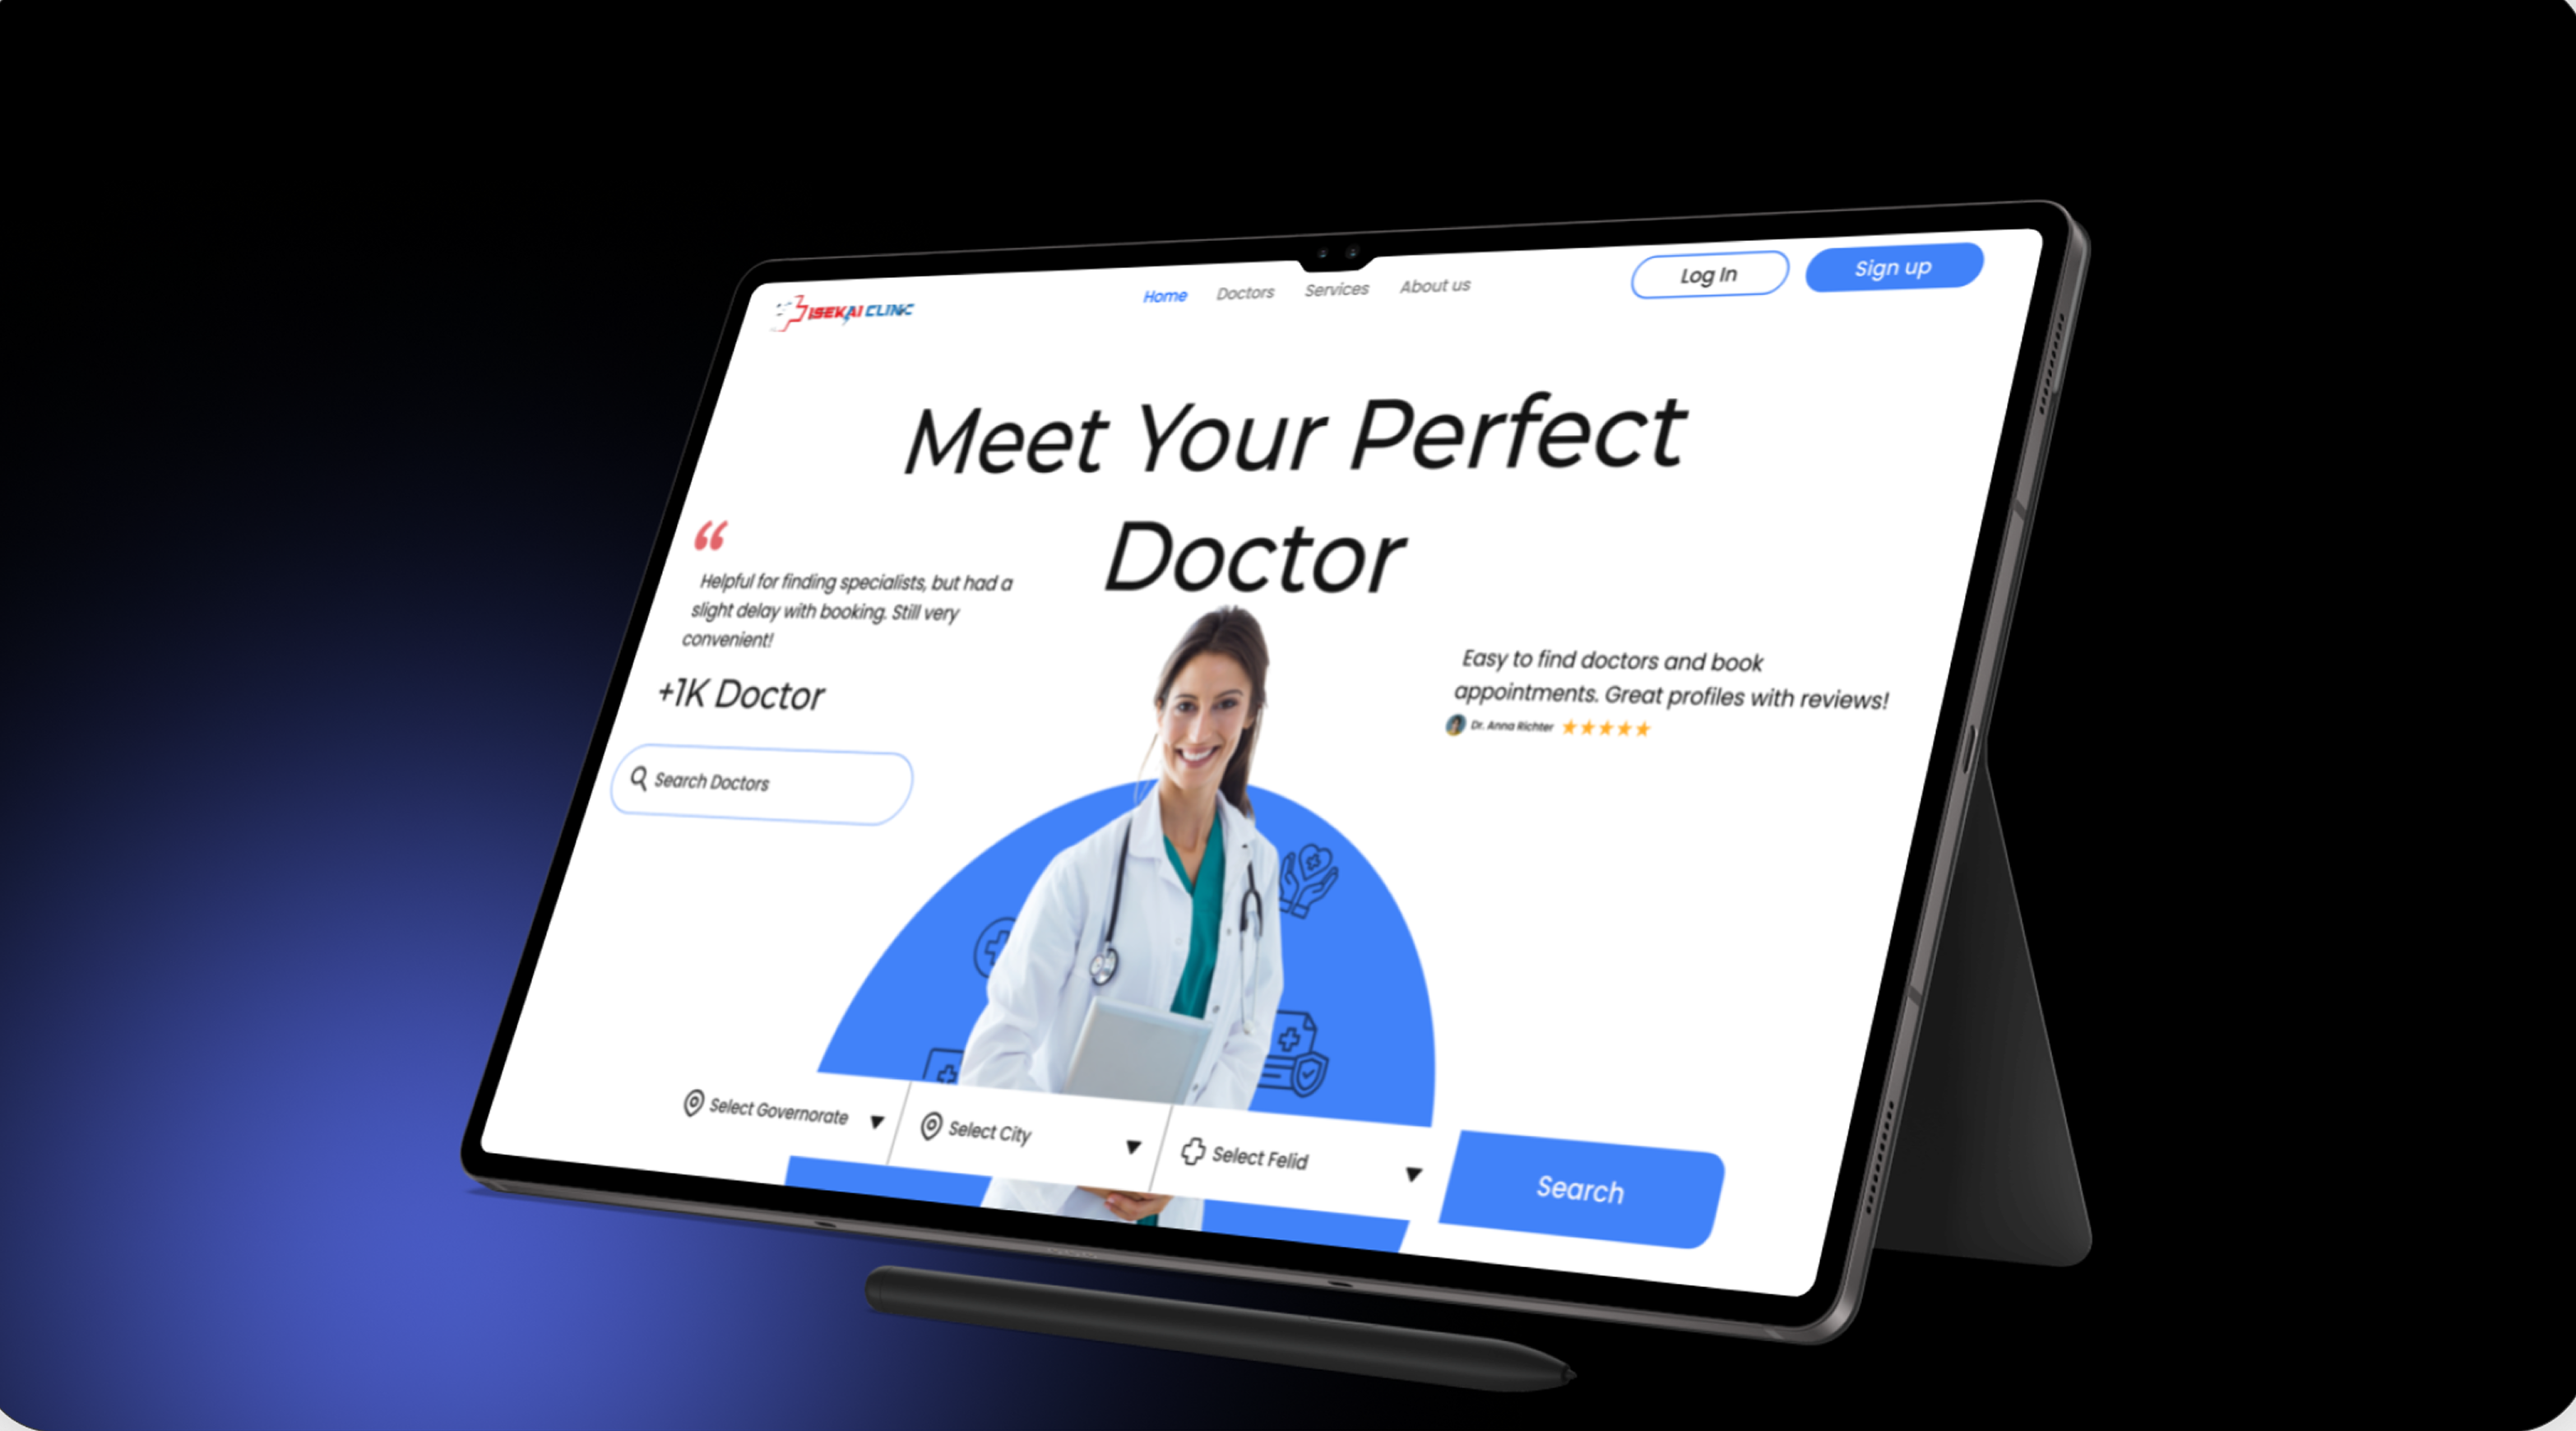 ISEKAI CLINIC
Home Doctors Services About us
Log In
Sign up
Meet Your Perfect
Doctor
“
Helpful for finding specialists, but had a
slight delay with booking. Still very
convenient!
+1K Doctor
Search Doctors
Easy to find doctors and book
appointments. Great profiles with reviews!
Dr. Anna Richter
Select Governorate
Select City
Select Felid
Search